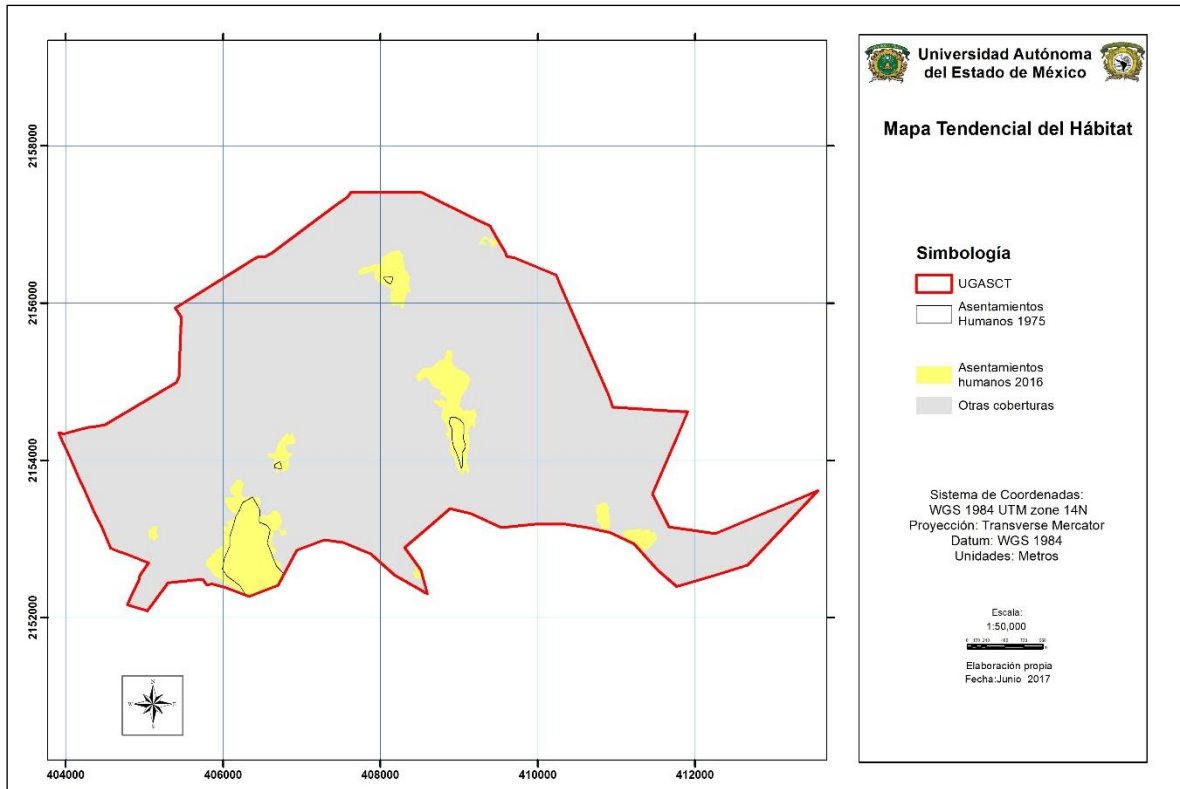 2158000
2156000
2154000
2152000
404000
406000
408000
410000
412000
N
W
E
S
Universidad Autónoma
del Estado de México
Mapa Tendencial del Hábitat
Simbología
UGASCT
Asentamientos
Humanos 1975
Asentamientos
humanos 2016
Otras coberturas
Sistema de Coordenadas:
WGS 1984 UTM zone 14N
Proyección: Transverse Mercator
Datum: WGS 1984
Unidades: Metros
Escala:
1:50,000
Elaboración propia
Fecha:Junio 2017